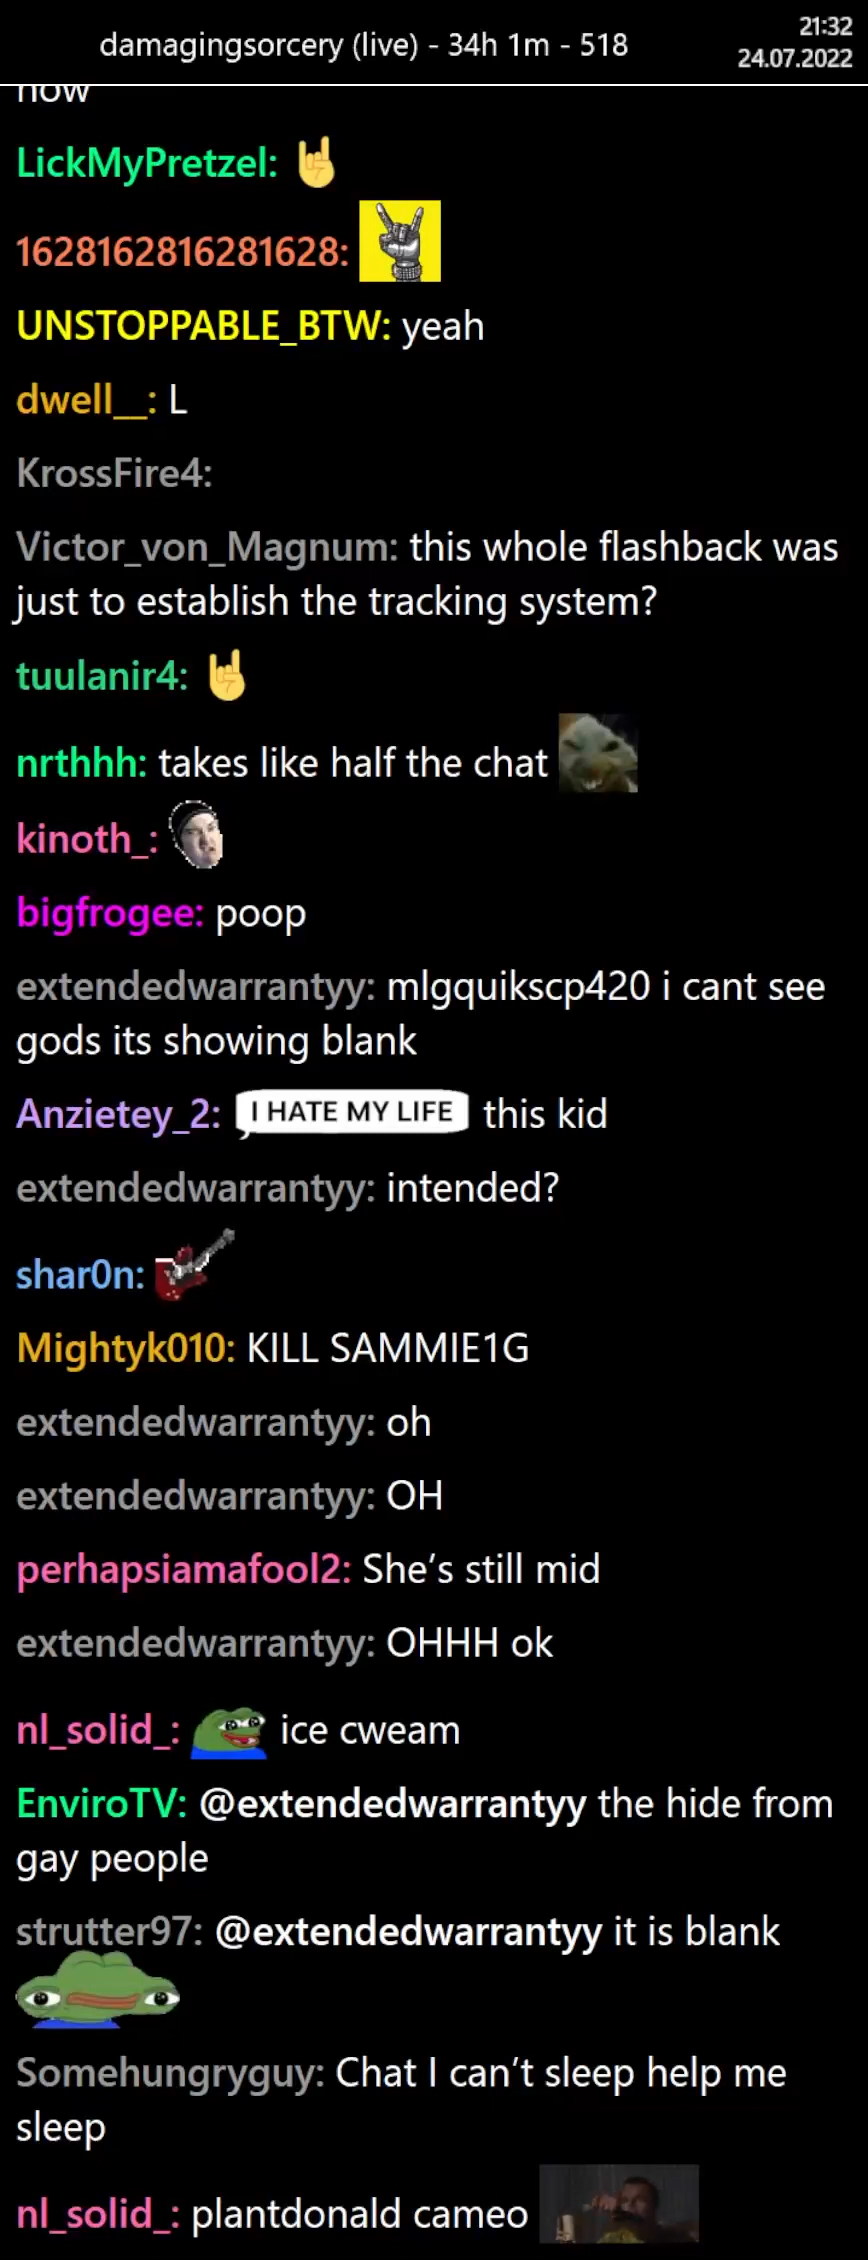 damagingsorcery (live) - 34h 1m - 518
21:32
24.07.2022
now
LickMyPretzel: 🤘
1628162816281628:
UNSTOPPABLE_BTW: yeah
dwell__: L
KrossFire4:
Victor_von_Magnum: this whole flashback was
just to establish the tracking system?
tuulanir4: 🤘
nrthhh: takes like half the chat
kinoth_:
bigfrogee: poop
extendedwarrantyy: mlgquikscp420 i cant see
gods its showing blank
Anzietey_2: I HATE MY LIFE this kid
extendedwarrantyy: intended?
shar0n:
Mightyk010: KILL SAMMIE1G
extendedwarrantyy: oh
extendedwarrantyy: OH
perhapsiamafool2: She's still mid
extendedwarrantyy: OHHH ok
nl_solid_: ice cweam
EnviroTV: @extendedwarrantyy the hide from
gay people
strutter97: @extendedwarrantyy it is blank
Somehungryguy: Chat I can't sleep help me
sleep
nl_solid_: plantdonald cameo